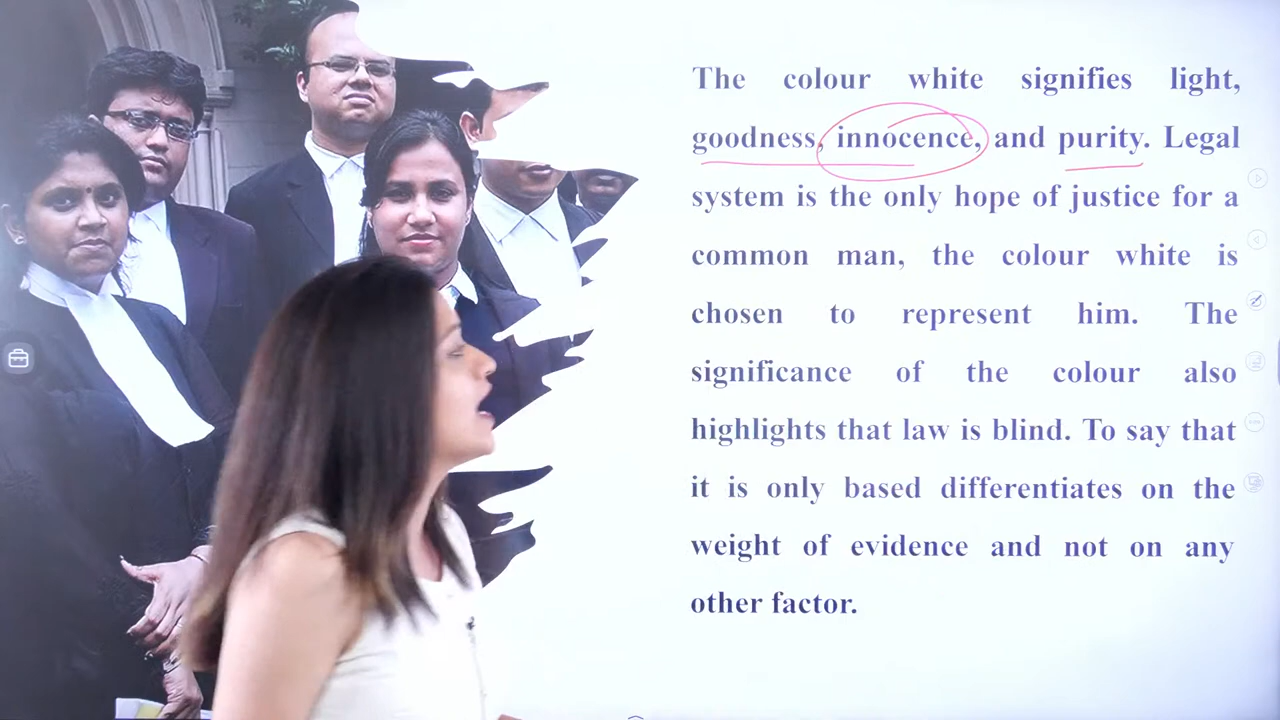 The colour white signifies light,
goodness, innocence, and purity. Legal
system is the only hope of justice for a
common man, the colour white is
chosen to represent him. The
significance of the colour also
highlights that law is blind. To say that
it is only based differentiates on the
weight of evidence and not on any
other factor.